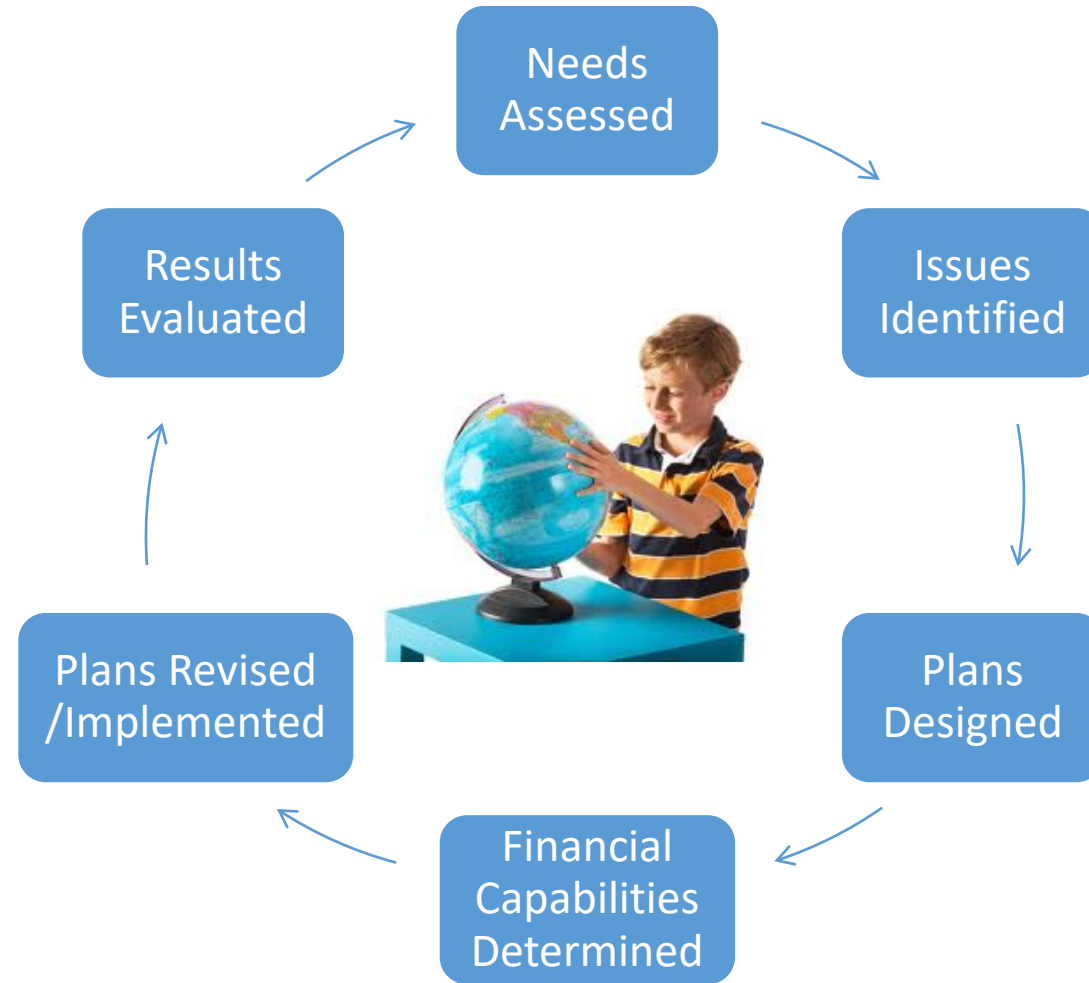 Needs
Assessed
Issues
Identified
Plans
Designed
Financial
Capabilities
Determined
Plans Revised
/Implemented
Results
Evaluated